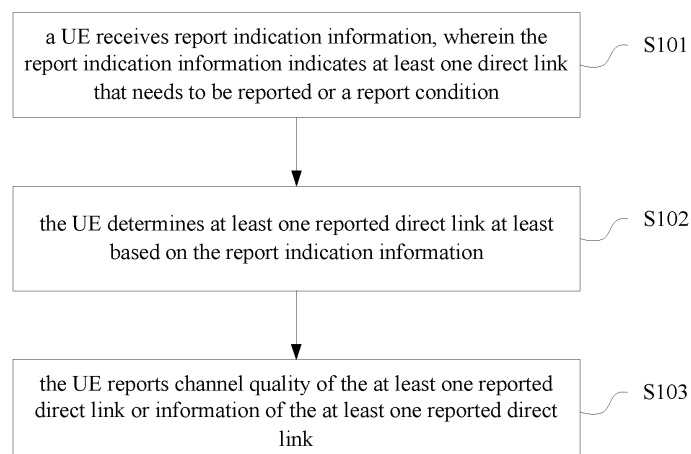 a UE receives report indication information, wherein the
report indication information indicates at least one direct link
that needs to be reported or a report condition
S101
the UE determines at least one reported direct link at least
based on the report indication information
S102
the UE reports channel quality of the at least one reported
direct link or information of the at least one reported direct
link
S103